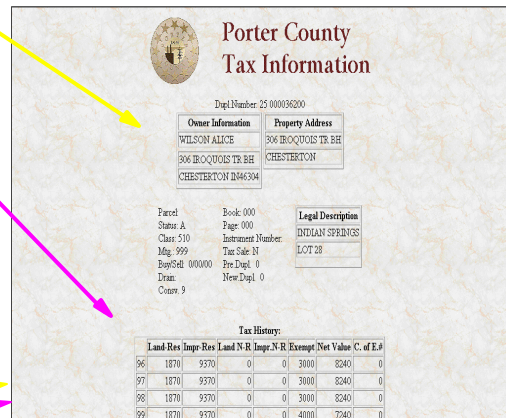 Porter County
Tax Information
Dupl.Number: 25 000036200
Owner Information Property Address
WILSON ALICE 306 IROQUOIS TR BH
306 IROQUOIS TR BH CHESTERTON
CHESTERTON IN46304
Parcel: Book: 000 Legal Description
Status: A Page: 000 INDIAN SPRINGS
Class: 510 Instrument Number: LOT 28
Mtg.: 999 Tax Sale: N
Buy/Sell: 0/00/00 Pre.Dupl.: 0
Drain: New.Dupl.: 0
Consv. 9
Tax History:
Land-Res Impr-Res Land N-R Impr.N-R Exempt Net Value C. of E.#
96 1870 9370 0 0 3000 8240 0
97 1870 9370 0 0 3000 8240 0
98 1870 9370 0 0 3000 8240 0
99 1870 9370 0 0 4000 7240 0